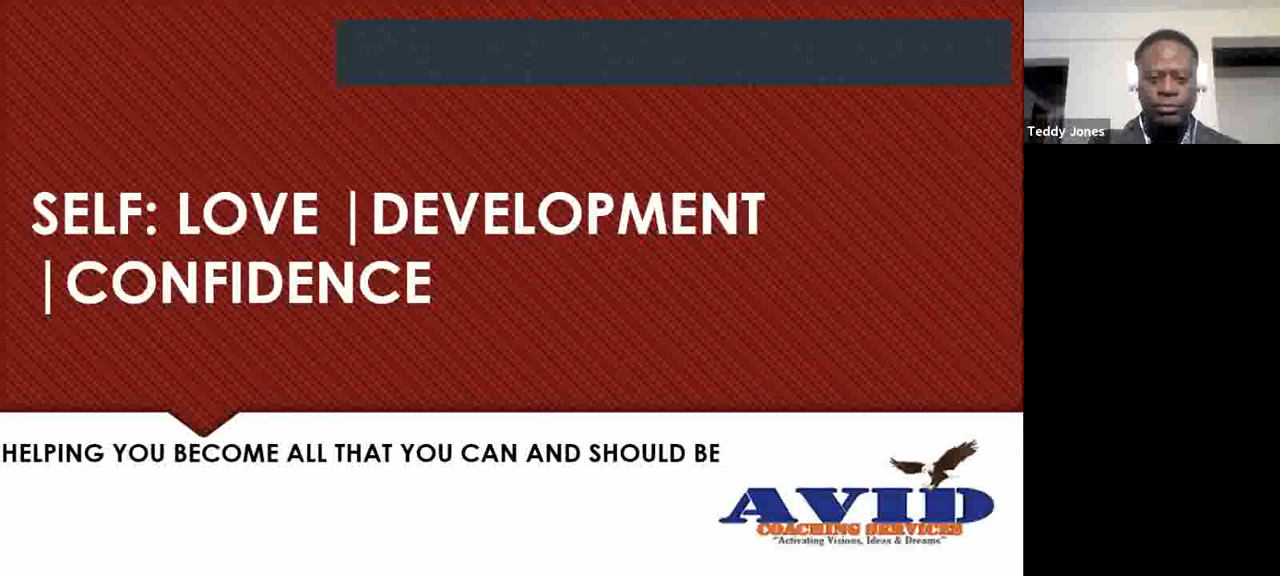 SELF: LOVE |DEVELOPMENT
|CONFIDENCE
HELPING YOU BECOME ALL THAT YOU CAN AND SHOULD BE
AVID
COACHING SERVICES
"Activating Visions, Ideas & Dreams"
Teddy Jones